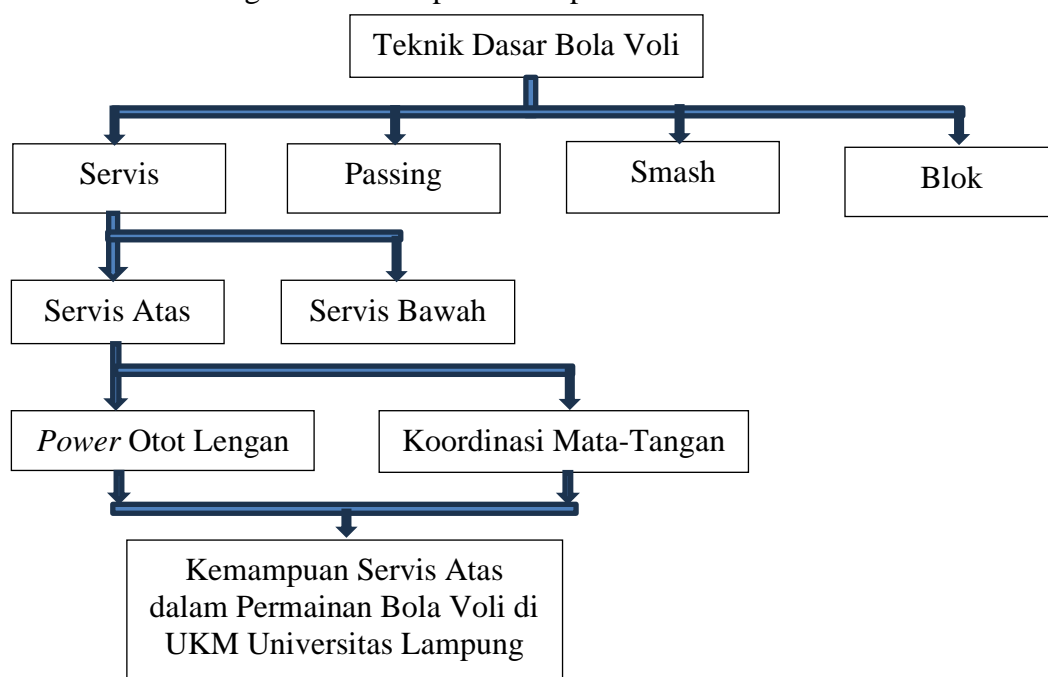 Teknik Dasar Bola Voli
Servis
Passing
Smash
Blok
Servis Atas
Servis Bawah
Power Otot Lengan
Koordinasi Mata-Tangan
Kemampuan Servis Atas
dalam Permainan Bola Voli di
UKM Universitas Lampung